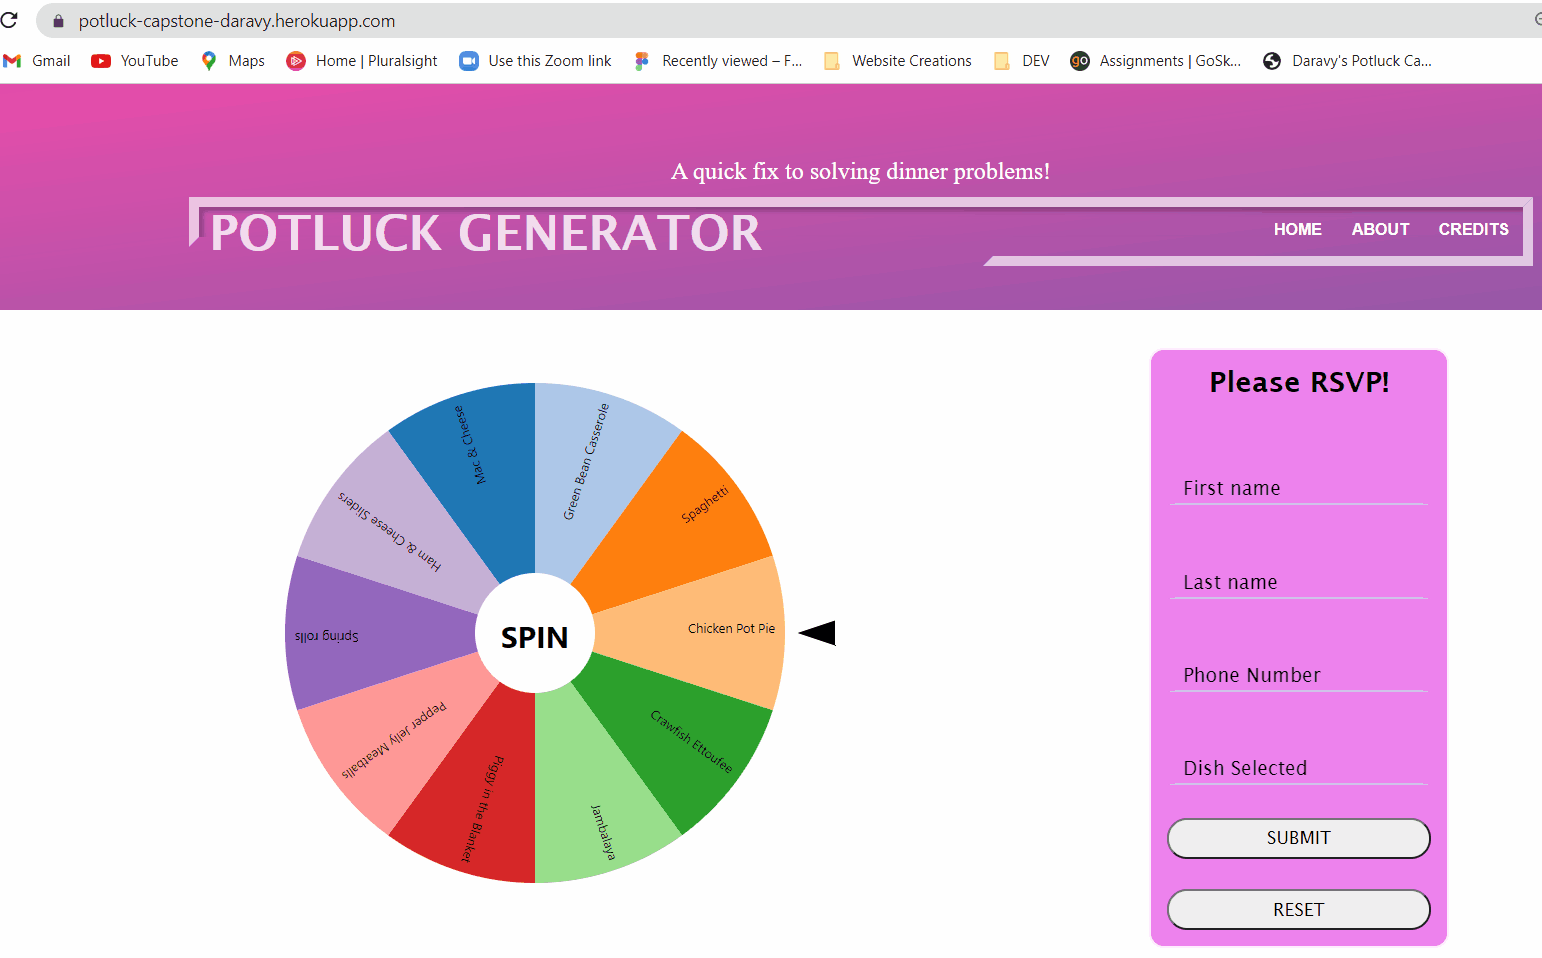 potluck-capstone-daravy.herokuapp.com
Gmail YouTube Maps Home | Pluralsight Use this Zoom link Recently viewed – F... Website Creations DEV go Assignments | GoSk... Daravy's Potluck Ca...
A quick fix to solving dinner problems!
POTLUCK GENERATOR HOME ABOUT CREDITS
Mac & Cheese
Green Bean Casserole
Spaghetti
Chicken Pot Pie
Crawfish Ettoufee
Jambalaya
Piggy in the Blanket
Pepper Jelly Meatballs
Spring rolls
Ham & Cheese Sliders
SPIN
Please RSVP!
First name
Last name
Phone Number
Dish Selected
SUBMIT
RESET